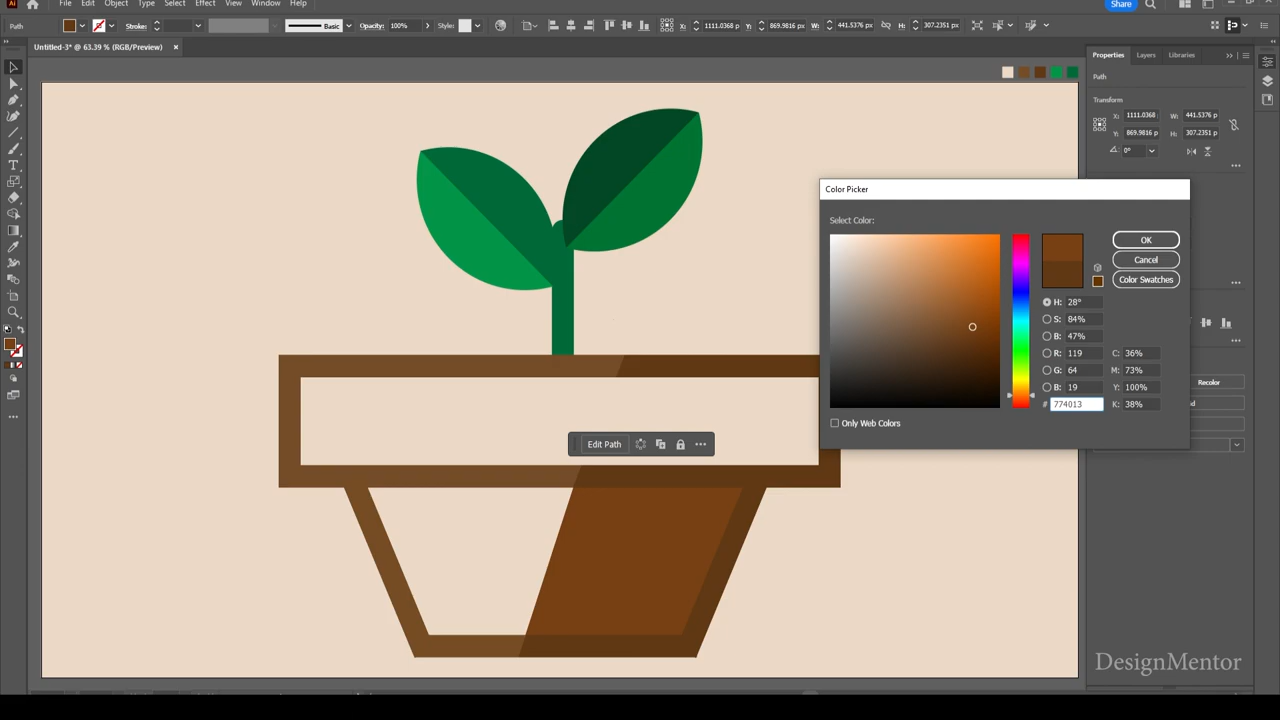 Ai File Edit Object Type Select Effect View Window Help Share
Path Stroke: Basic Opacity: 100% Style: X: 1111.0368 p Y: 869.9816 px W: 441.5376 px H: 307.2351 px
Untitled-3* @ 63.39 % (RGB/Preview) ×
Properties Layers Libraries
Path
Transform
X: 1111.0368 W: 441.5376 p
Y: 869.9816 p H: 307.2351 p
0°
Color Picker
Select Color:
OK
Cancel
Color Swatches
H: 28°
S: 84%
B: 47%
R: 119 C: 36%
G: 64 M: 73%
B: 19 Y: 100%
# 774013 K: 38%
Only Web Colors
Recolor
Edit Path
DesignMentor